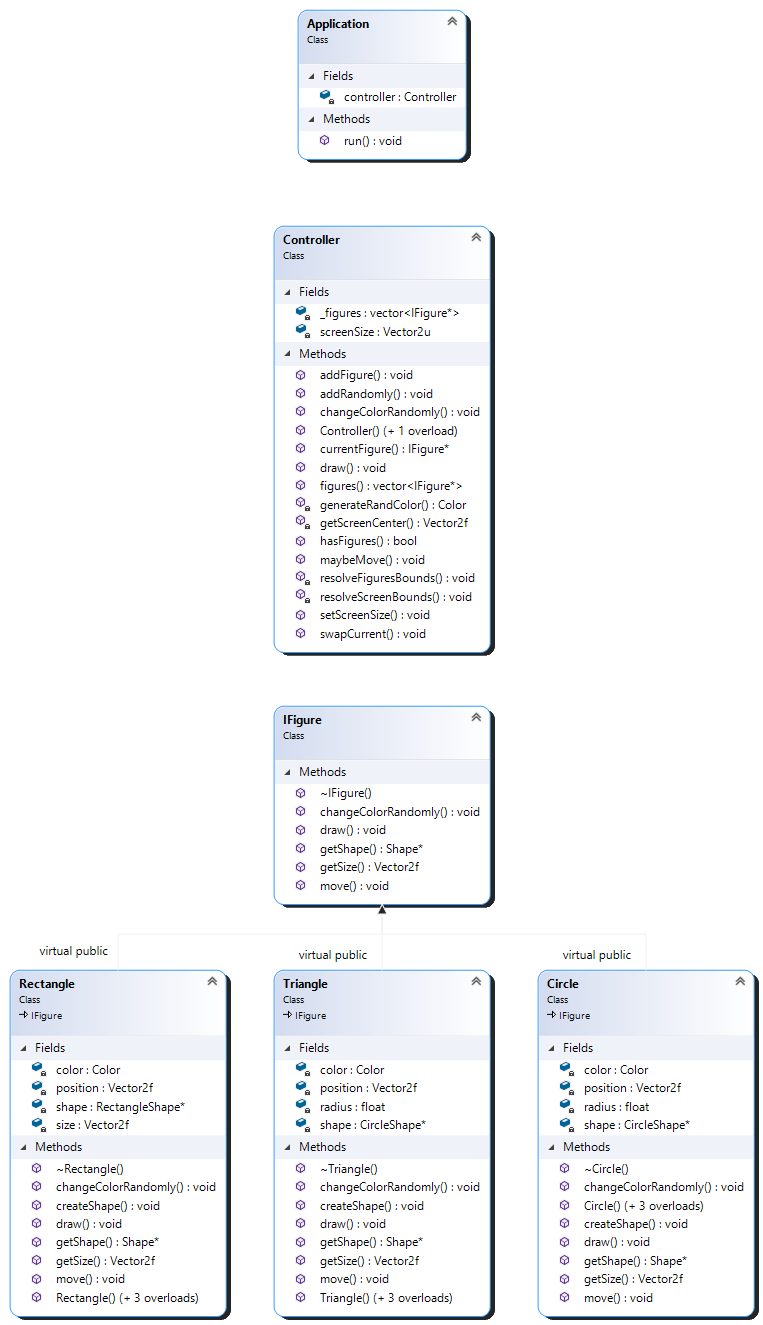 Application
Class
Fields
controller : Controller
Methods
run() : void
Controller
Class
Fields
_figures : vector<IFigure*>
screenSize : Vector2u
Methods
addFigure() : void
addRandomly() : void
changeColorRandomly() : void
Controller() (+ 1 overload)
currentFigure() : IFigure*
draw() : void
figures() : vector<IFigure*>
generateRandColor() : Color
getScreenCenter() : Vector2f
hasFigures() : bool
maybeMove() : void
resolveFiguresBounds() : void
resolveScreenBounds() : void
setScreenSize() : void
swapCurrent() : void
IFigure
Class
Methods
~IFigure()
changeColorRandomly() : void
draw() : void
getShape() : Shape*
getSize() : Vector2f
move() : void
virtual public
Rectangle
Class
IFigure
Fields
color : Color
position : Vector2f
shape : RectangleShape*
size : Vector2f
Methods
~Rectangle()
changeColorRandomly() : void
createShape() : void
draw() : void
getShape() : Shape*
getSize() : Vector2f
move() : void
Rectangle() (+ 3 overloads)
virtual public
Triangle
Class
IFigure
Fields
color : Color
position : Vector2f
radius : float
shape : CircleShape*
Methods
~Triangle()
changeColorRandomly() : void
createShape() : void
draw() : void
getShape() : Shape*
getSize() : Vector2f
move() : void
Triangle() (+ 3 overloads)
virtual public
Circle
Class
IFigure
Fields
color : Color
position : Vector2f
radius : float
shape : CircleShape*
Methods
~Circle()
changeColorRandomly() : void
Circle() (+ 3 overloads)
createShape() : void
draw() : void
getShape() : Shape*
getSize() : Vector2f
move() : void